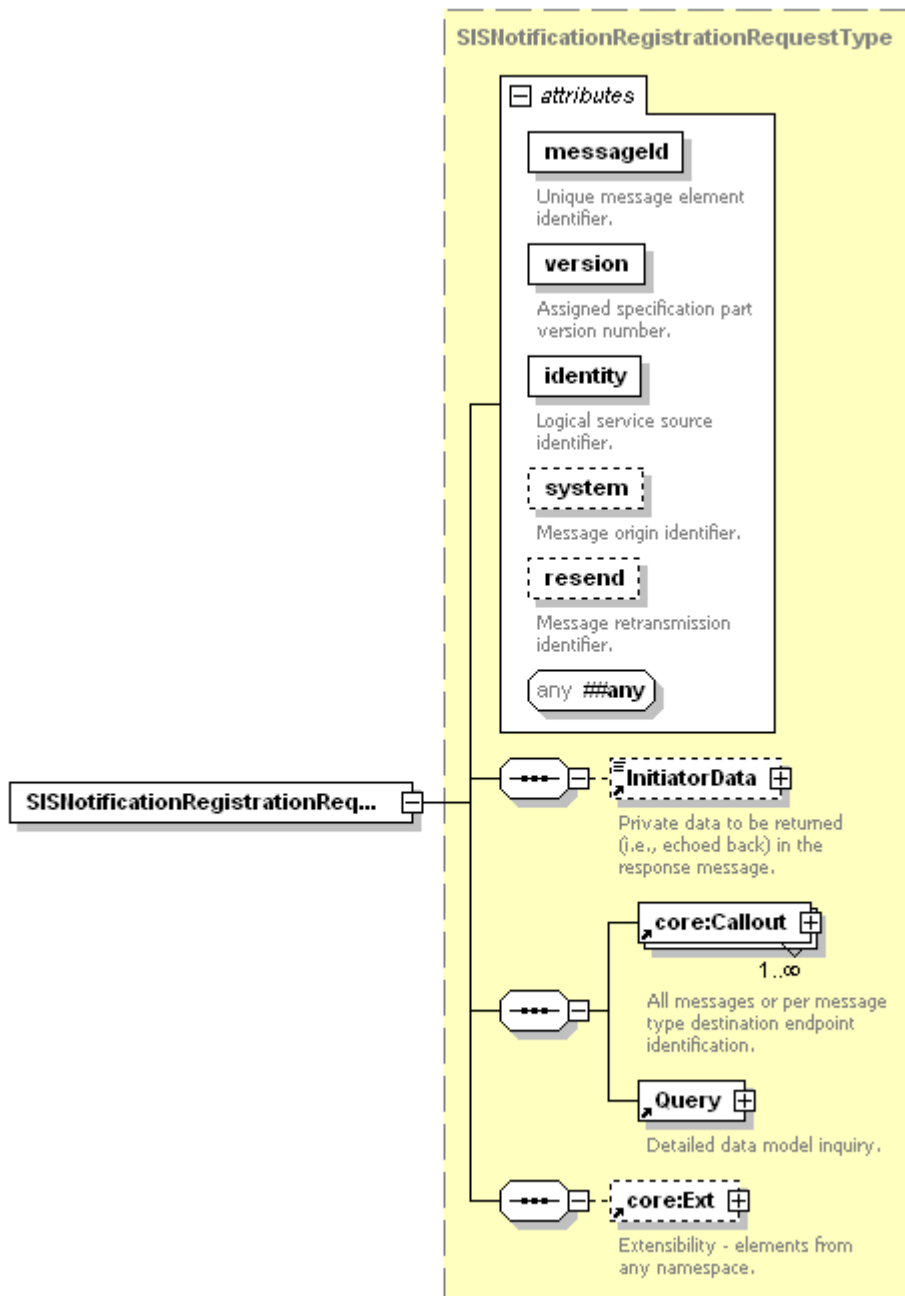 SISNotificationRegistrationRequestType
attributes
messageId
Unique message element
identifier.
version
Assigned specification part
version number.
identity
Logical service source
identifier.
system
Message origin identifier.
resend
Message retransmission
identifier.
any ##any
SISNotificationRegistrationReq...
InitiatorData
Private data to be returned
(i.e., echoed back) in the
response message.
core:Callout
1..∞
All messages or per message
type destination endpoint
identification.
Query
Detailed data model inquiry.
core:Ext
Extensibility - elements from
any namespace.